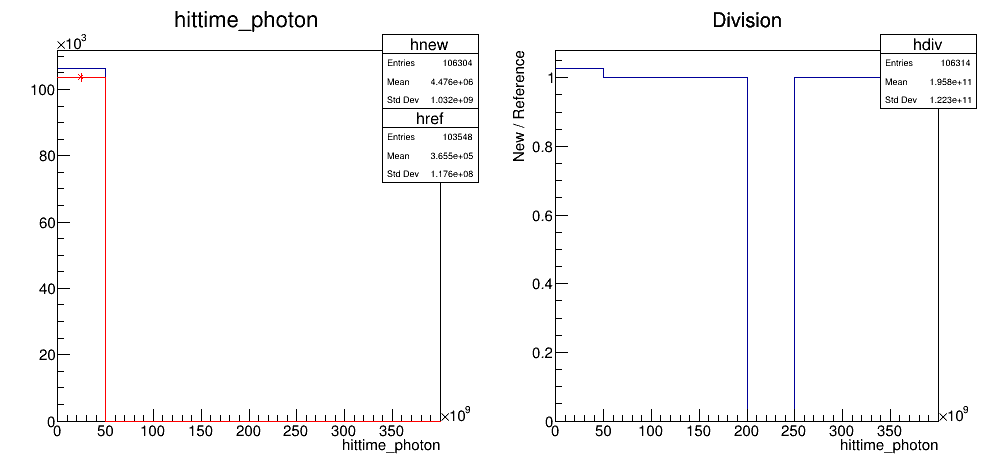 hittime_photon
×10³
hnew
Entries 106304
Mean 4.476e+06
Std Dev 1.032e+09
href
Entries 103548
Mean 3.655e+05
Std Dev 1.176e+08
100
80
60
40
20
0
0 50 100 150 200 250 300 350
×10⁹
hittime_photon
Division
hdiv
Entries 106314
Mean 1.958e+11
Std Dev 1.223e+11
New / Reference
1
0.8
0.6
0.4
0.2
0
0 50 100 150 200 250 300 350
×10⁹
hittime_photon